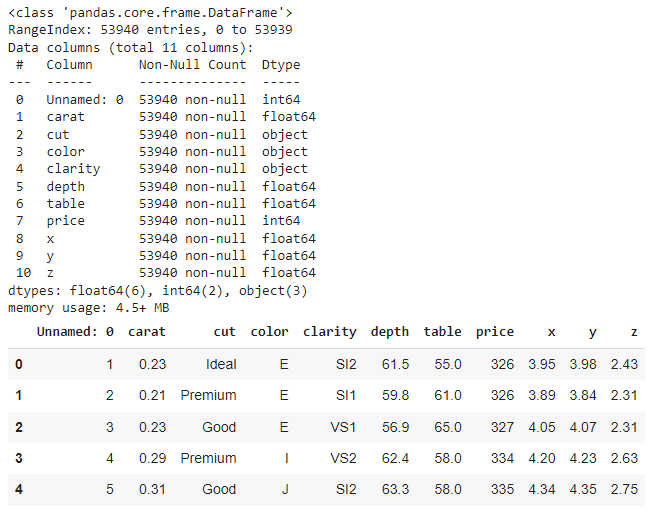 <class 'pandas.core.frame.DataFrame'>
RangeIndex: 53940 entries, 0 to 53939
Data columns (total 11 columns):
 #   Column      Non-Null Count  Dtype
---  ------      --------------  -----
 0   Unnamed: 0  53940 non-null  int64
 1   carat       53940 non-null  float64
 2   cut         53940 non-null  object
 3   color       53940 non-null  object
 4   clarity     53940 non-null  object
 5   depth       53940 non-null  float64
 6   table       53940 non-null  float64
 7   price       53940 non-null  int64
 8   x           53940 non-null  float64
 9   y           53940 non-null  float64
 10  z           53940 non-null  float64
dtypes: float64(6), int64(2), object(3)
memory usage: 4.5+ MB
Unnamed: 0 carat cut color clarity depth table price x y z
0 1 0.23 Ideal E SI2 61.5 55.0 326 3.95 3.98 2.43
1 2 0.21 Premium E SI1 59.8 61.0 326 3.89 3.84 2.31
2 3 0.23 Good E VS1 56.9 65.0 327 4.05 4.07 2.31
3 4 0.29 Premium I VS2 62.4 58.0 334 4.20 4.23 2.63
4 5 0.31 Good J SI2 63.3 58.0 335 4.34 4.35 2.75